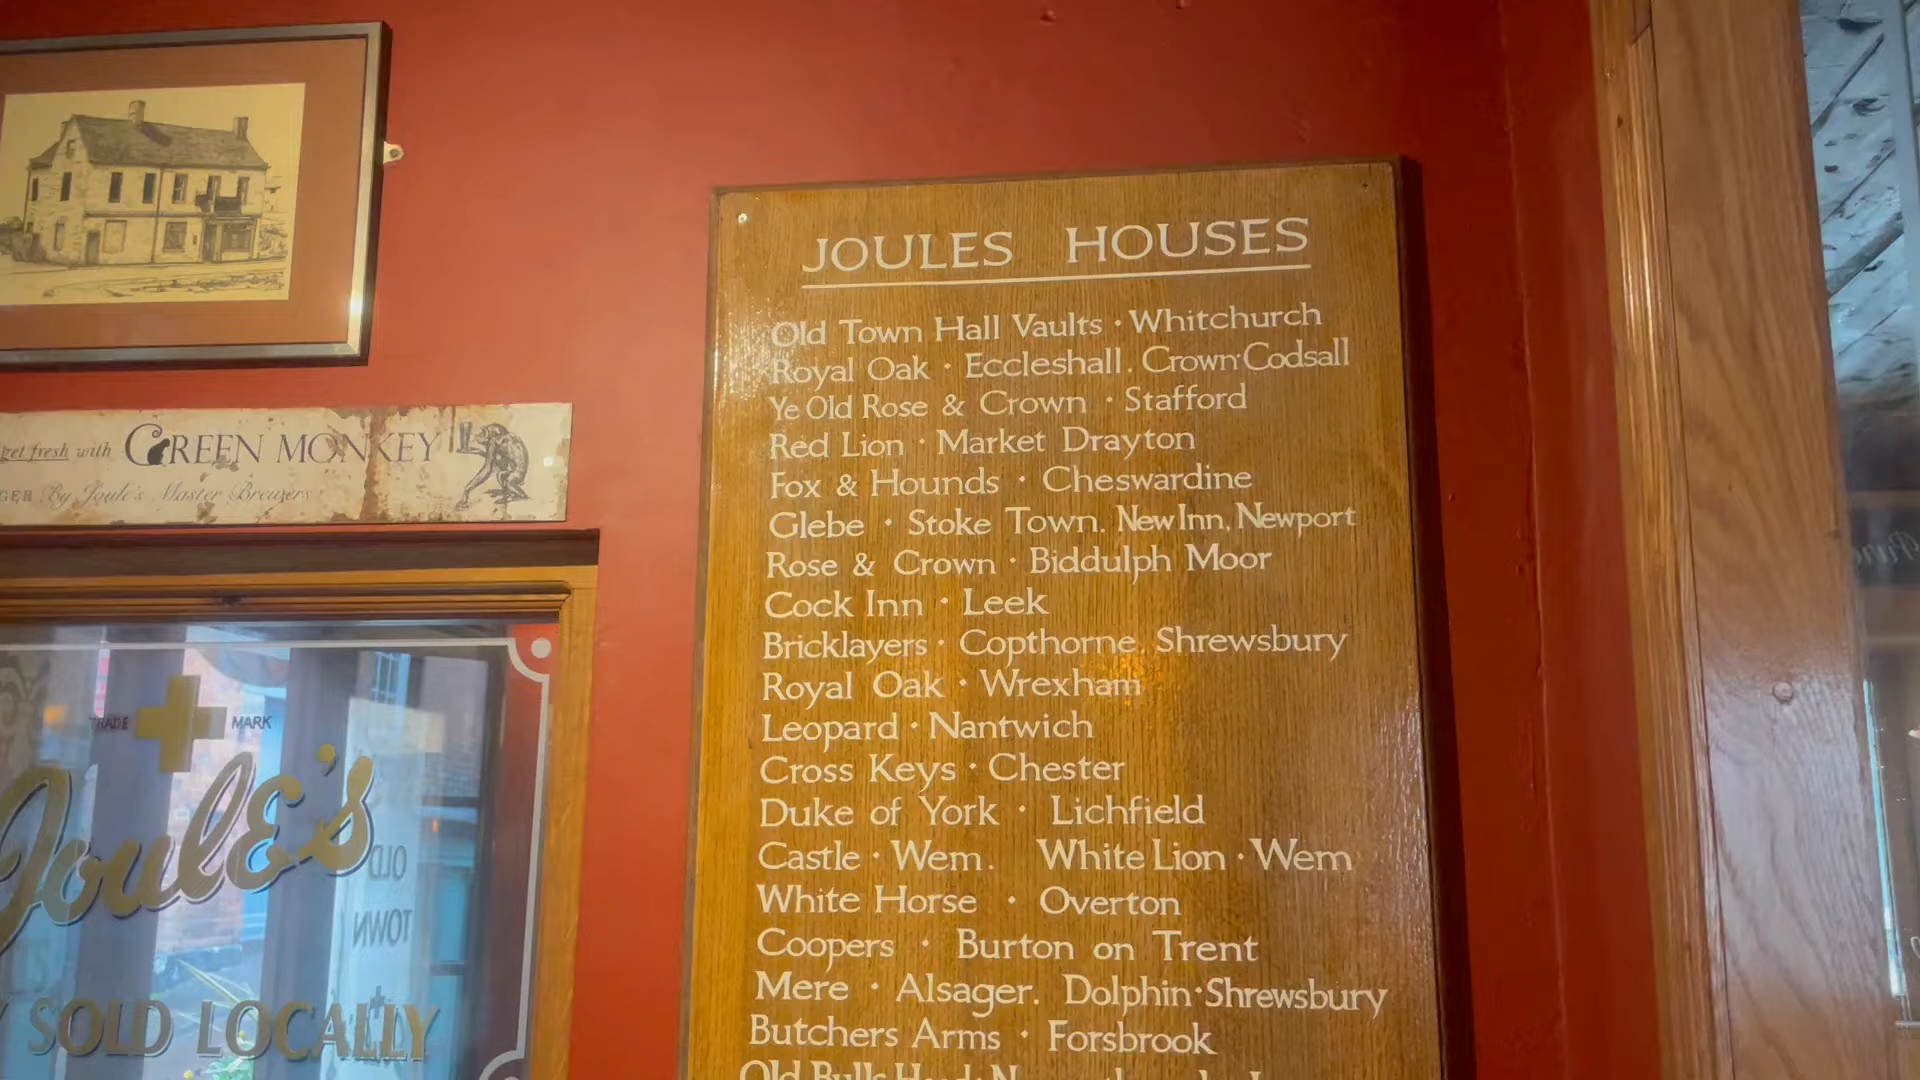 JOULES HOUSES
Old Town Hall Vaults · Whitchurch
Royal Oak · Eccleshall. Crown·Codsall
Ye Old Rose & Crown · Stafford
Red Lion · Market Drayton
Fox & Hounds · Cheswardine
Glebe · Stoke Town. New Inn, Newport
Rose & Crown · Biddulph Moor
Cock Inn · Leek
Bricklayers · Copthorne. Shrewsbury
Royal Oak · Wrexham
Leopard · Nantwich
Cross Keys · Chester
Duke of York · Lichfield
Castle · Wem. White Lion · Wem
White Horse · Overton
Coopers · Burton on Trent
Mere · Alsager. Dolphin·Shrewsbury
Butchers Arms · Forsbrook
Old Bulls Head ·
get fresh with GREEN MONKEY
By Joule's Master Brewers
TRADE MARK
Joule's
OLD
TOWN
SOLD LOCALLY